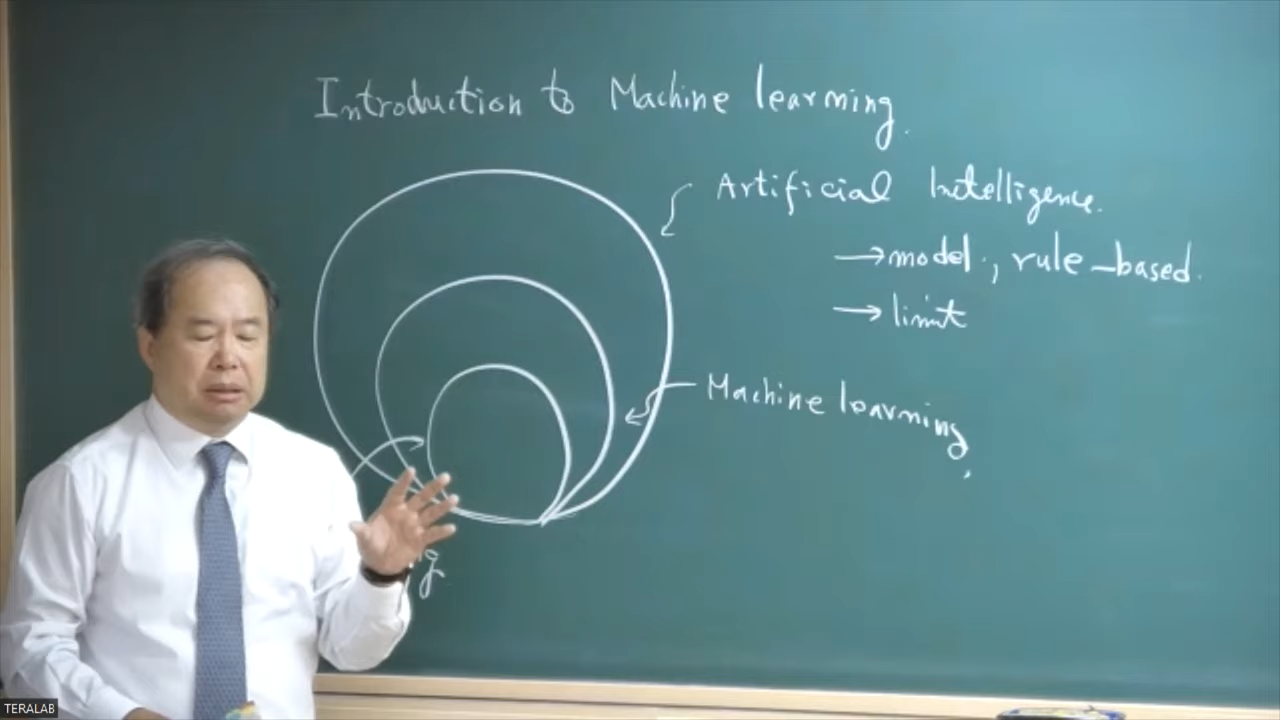 Introduction to Machine learning.
Artificial Intelligence.
→ model., rule-based.
→ limit
Machine learning.
g.
TERALAB